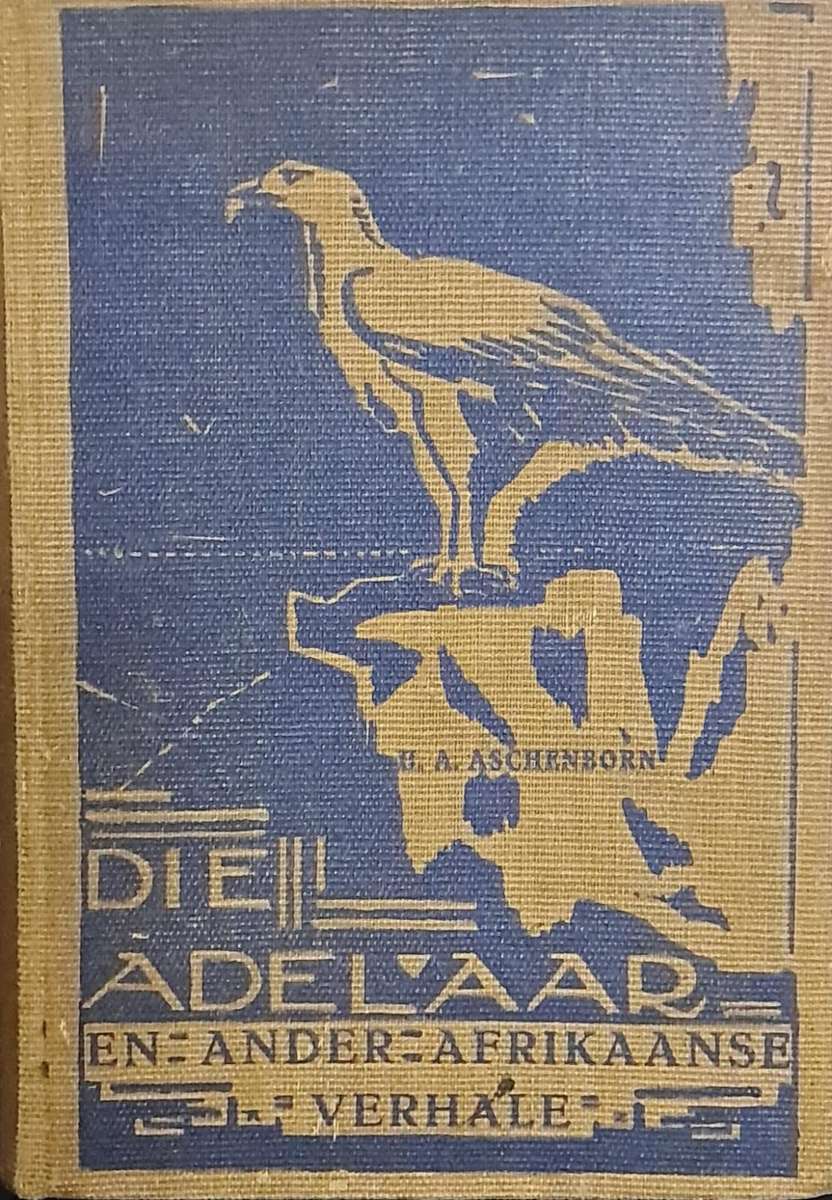 H. A. ASCHENBORN
DIE
ADELAAR
EN=ANDER=AFRIKAANSE
VERHALE